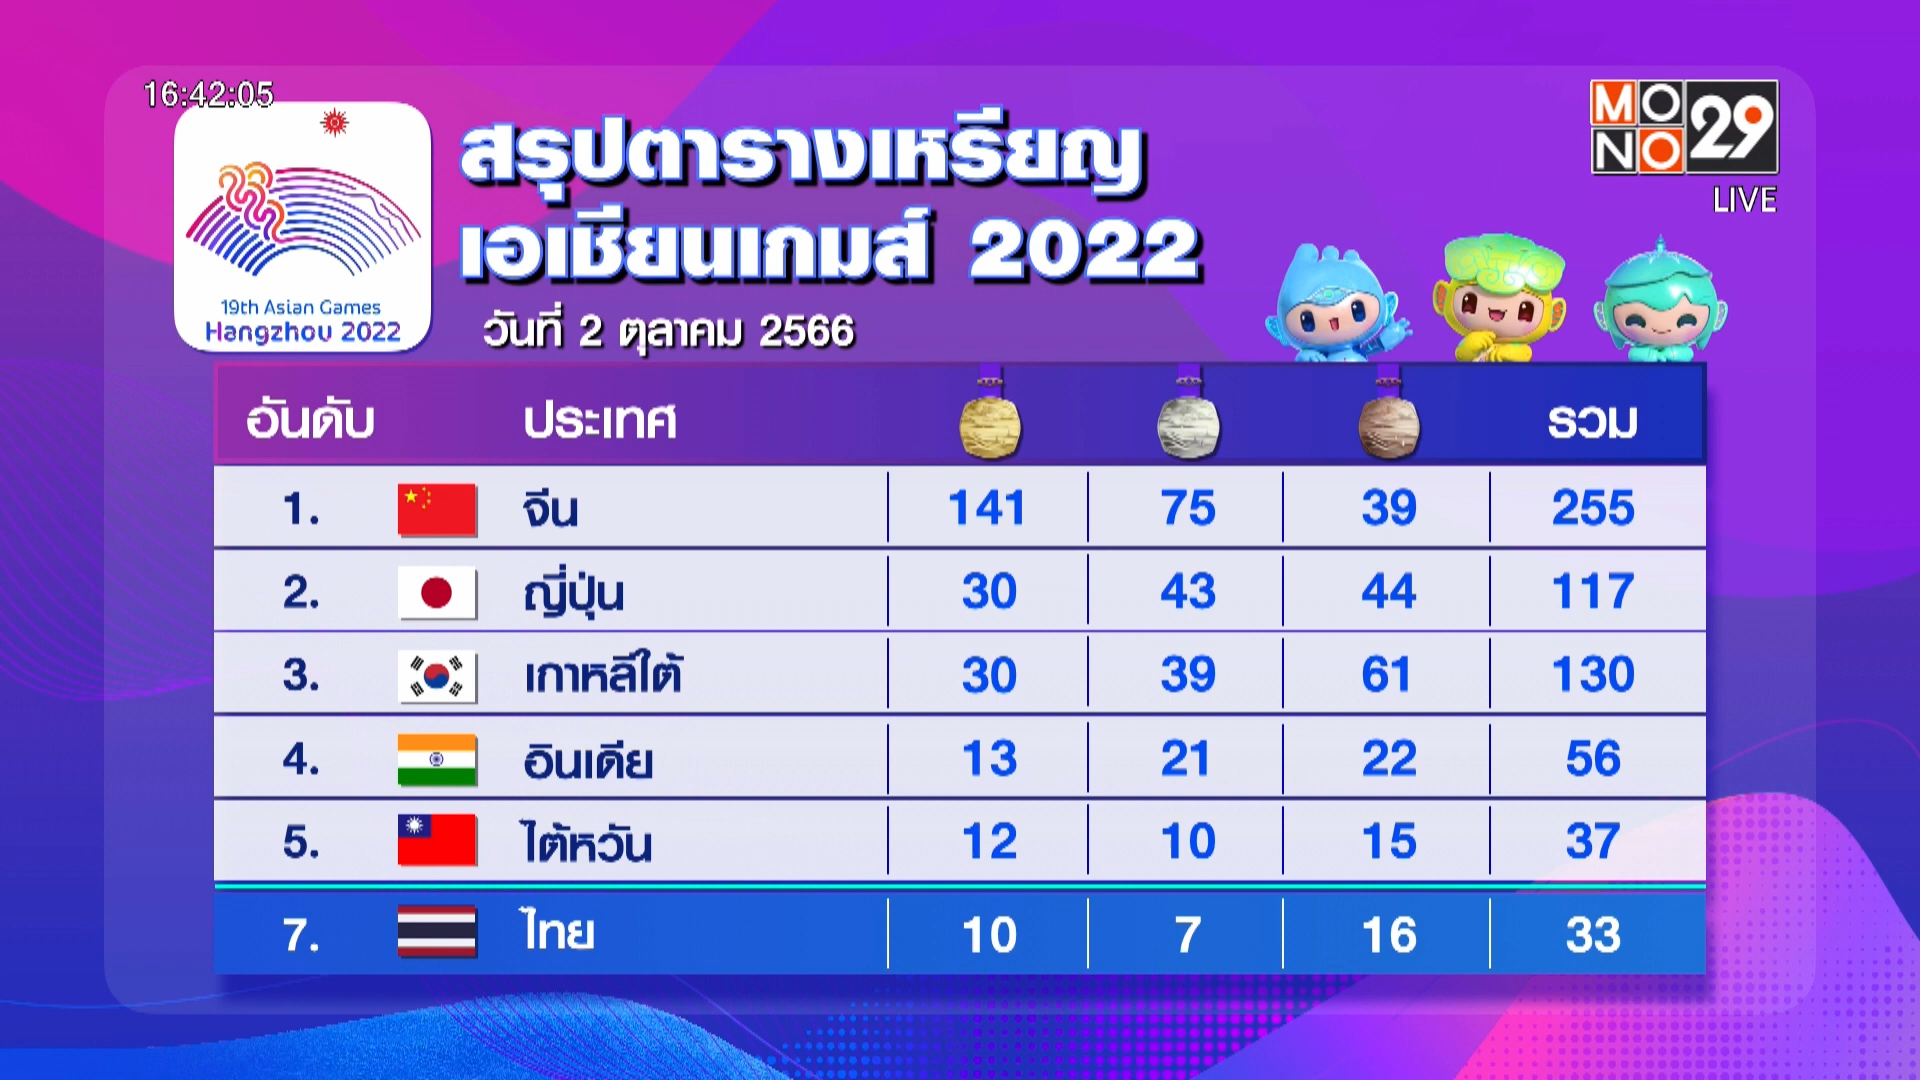 16:42:05
MONO 29
LIVE
19th Asian Games
Hangzhou 2022
สรุปตารางเหรียญ
เอเชียนเกมส์ 2022
วันที่ 2 ตุลาคม 2566
อันดับ ประเทศ รวม
1. จีน 141 75 39 255
2. ญี่ปุ่น 30 43 44 117
3. เกาหลีใต้ 30 39 61 130
4. อินเดีย 13 21 22 56
5. ไต้หวัน 12 10 15 37
7. ไทย 10 7 16 33